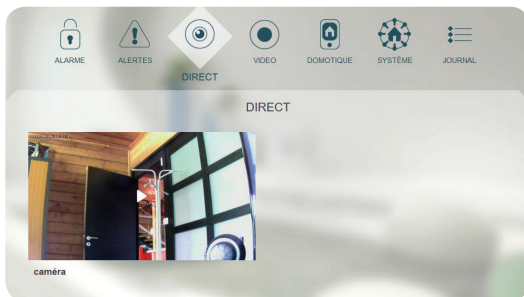 ALARME
ALERTES
DIRECT
VIDEO
DOMOTIQUE
SYSTÈME
JOURNAL
DIRECT
caméra